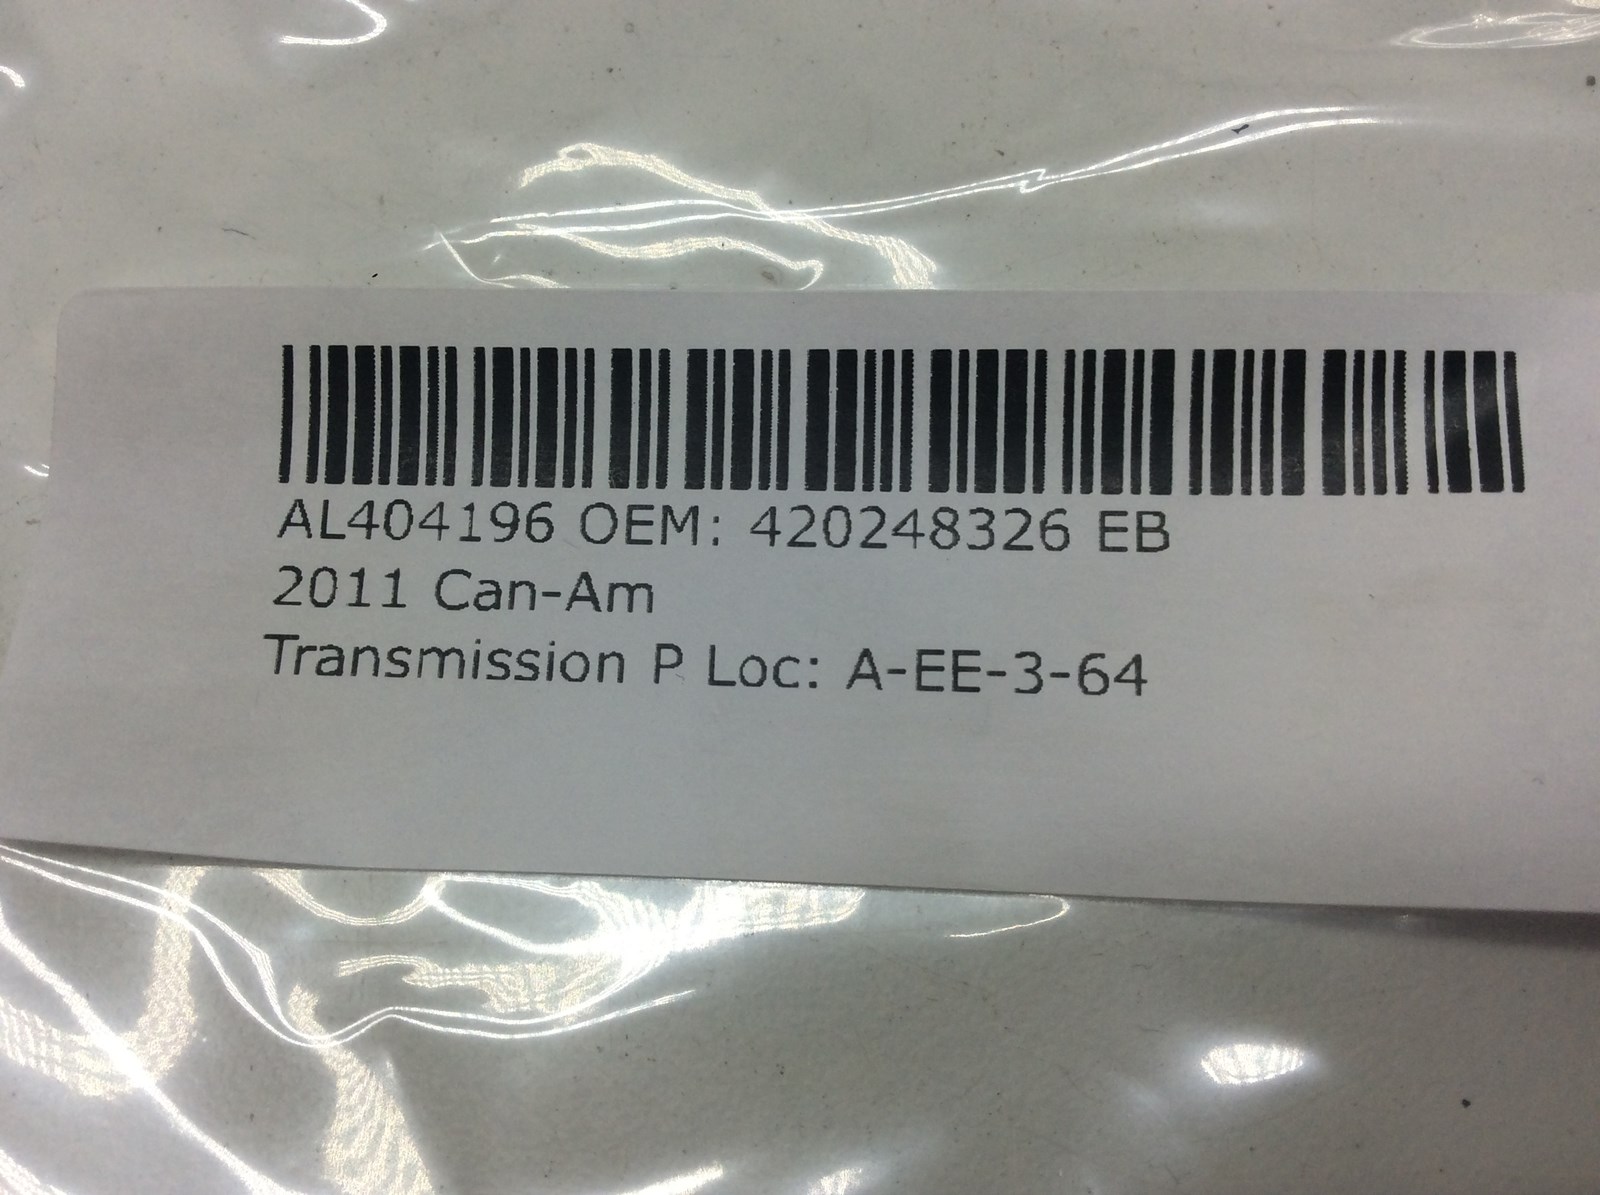 AL404196 OEM: 420248326 EB
2011 Can-Am
Transmission P Loc: A-EE-3-64